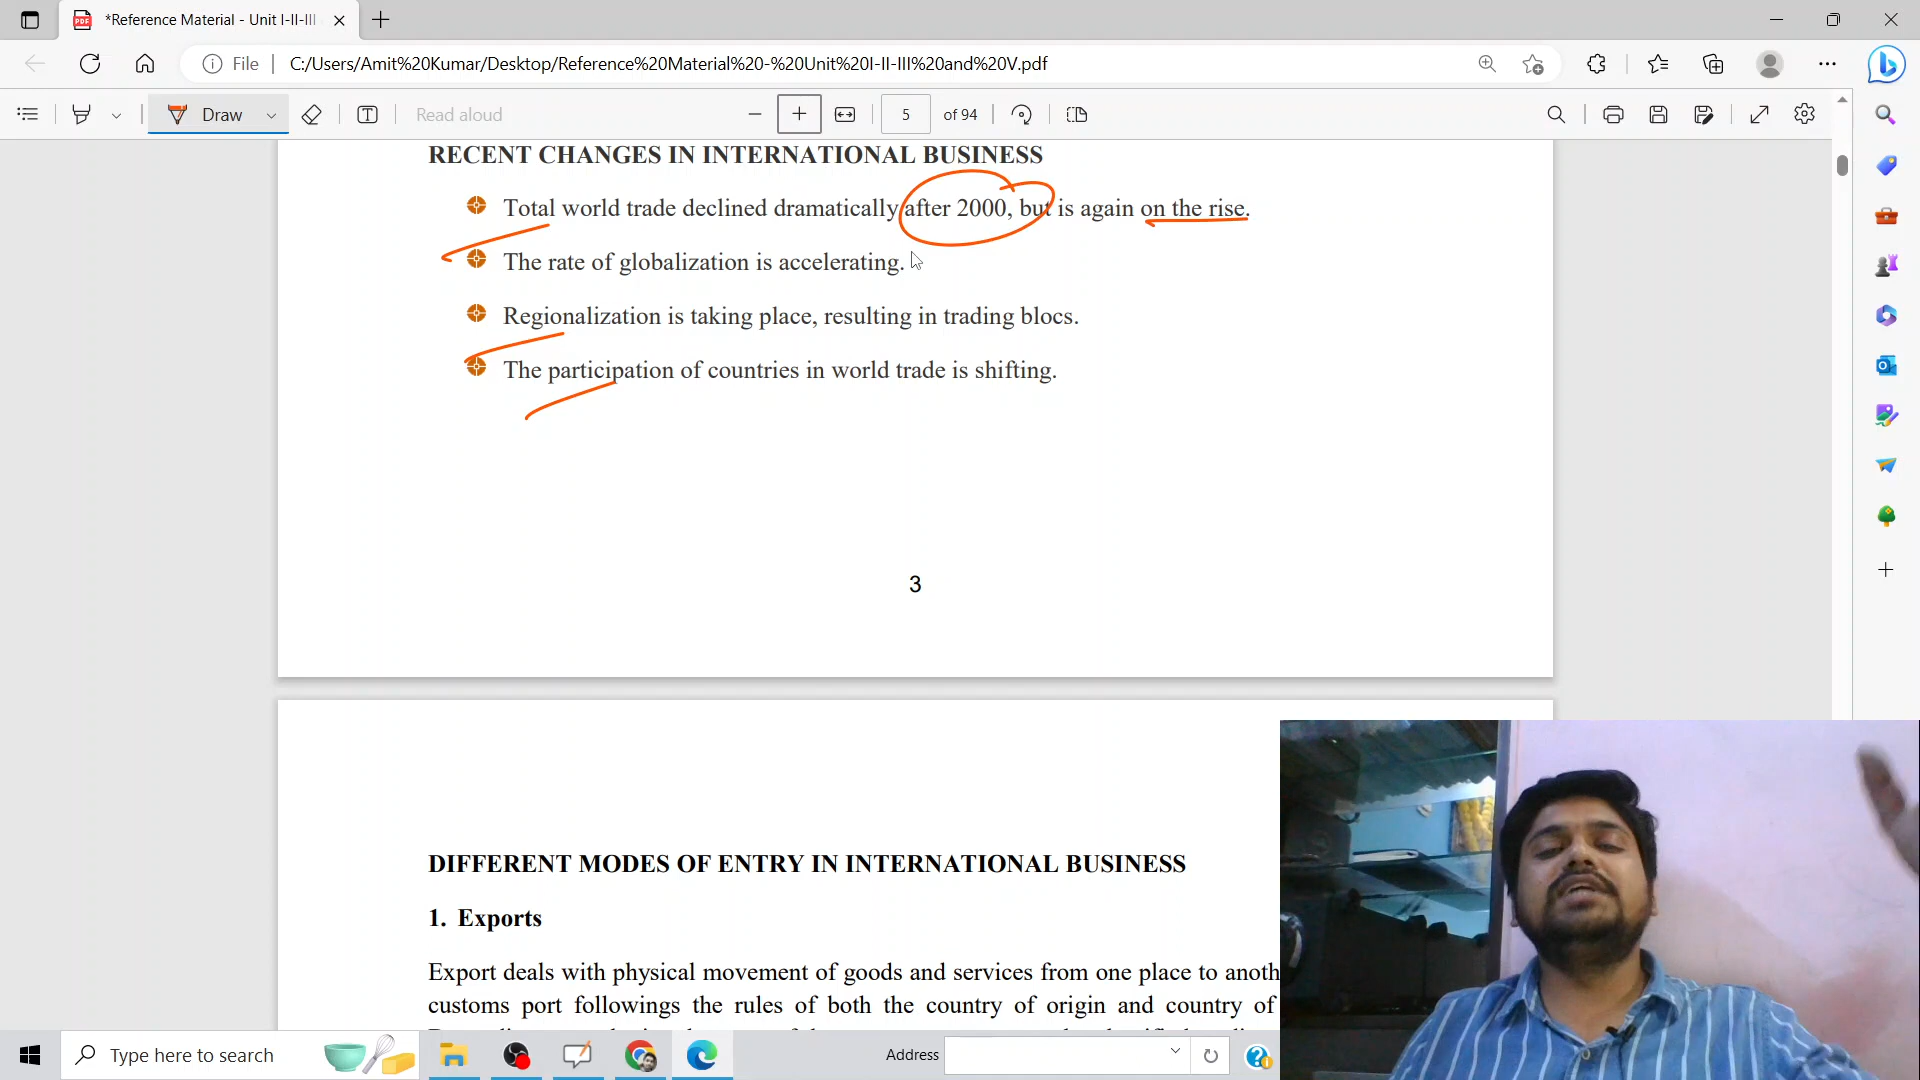 *Reference Material - Unit I-II-III
File
C:/Users/Amit%20Kumar/Desktop/Reference%20Material%20-%20Unit%20I-II-III%20and%20V.pdf
Draw
Read aloud
5 of 94
RECENT CHANGES IN INTERNATIONAL BUSINESS
Total world trade declined dramatically after 2000, but is again on the rise.
The rate of globalization is accelerating.
Regionalization is taking place, resulting in trading blocs.
The participation of countries in world trade is shifting.
3
DIFFERENT MODES OF ENTRY IN INTERNATIONAL BUSINESS
1. Exports
Export deals with physical movement of goods and services from one place to anoth
customs port followings the rules of both the country of origin and country of
Type here to search
Address